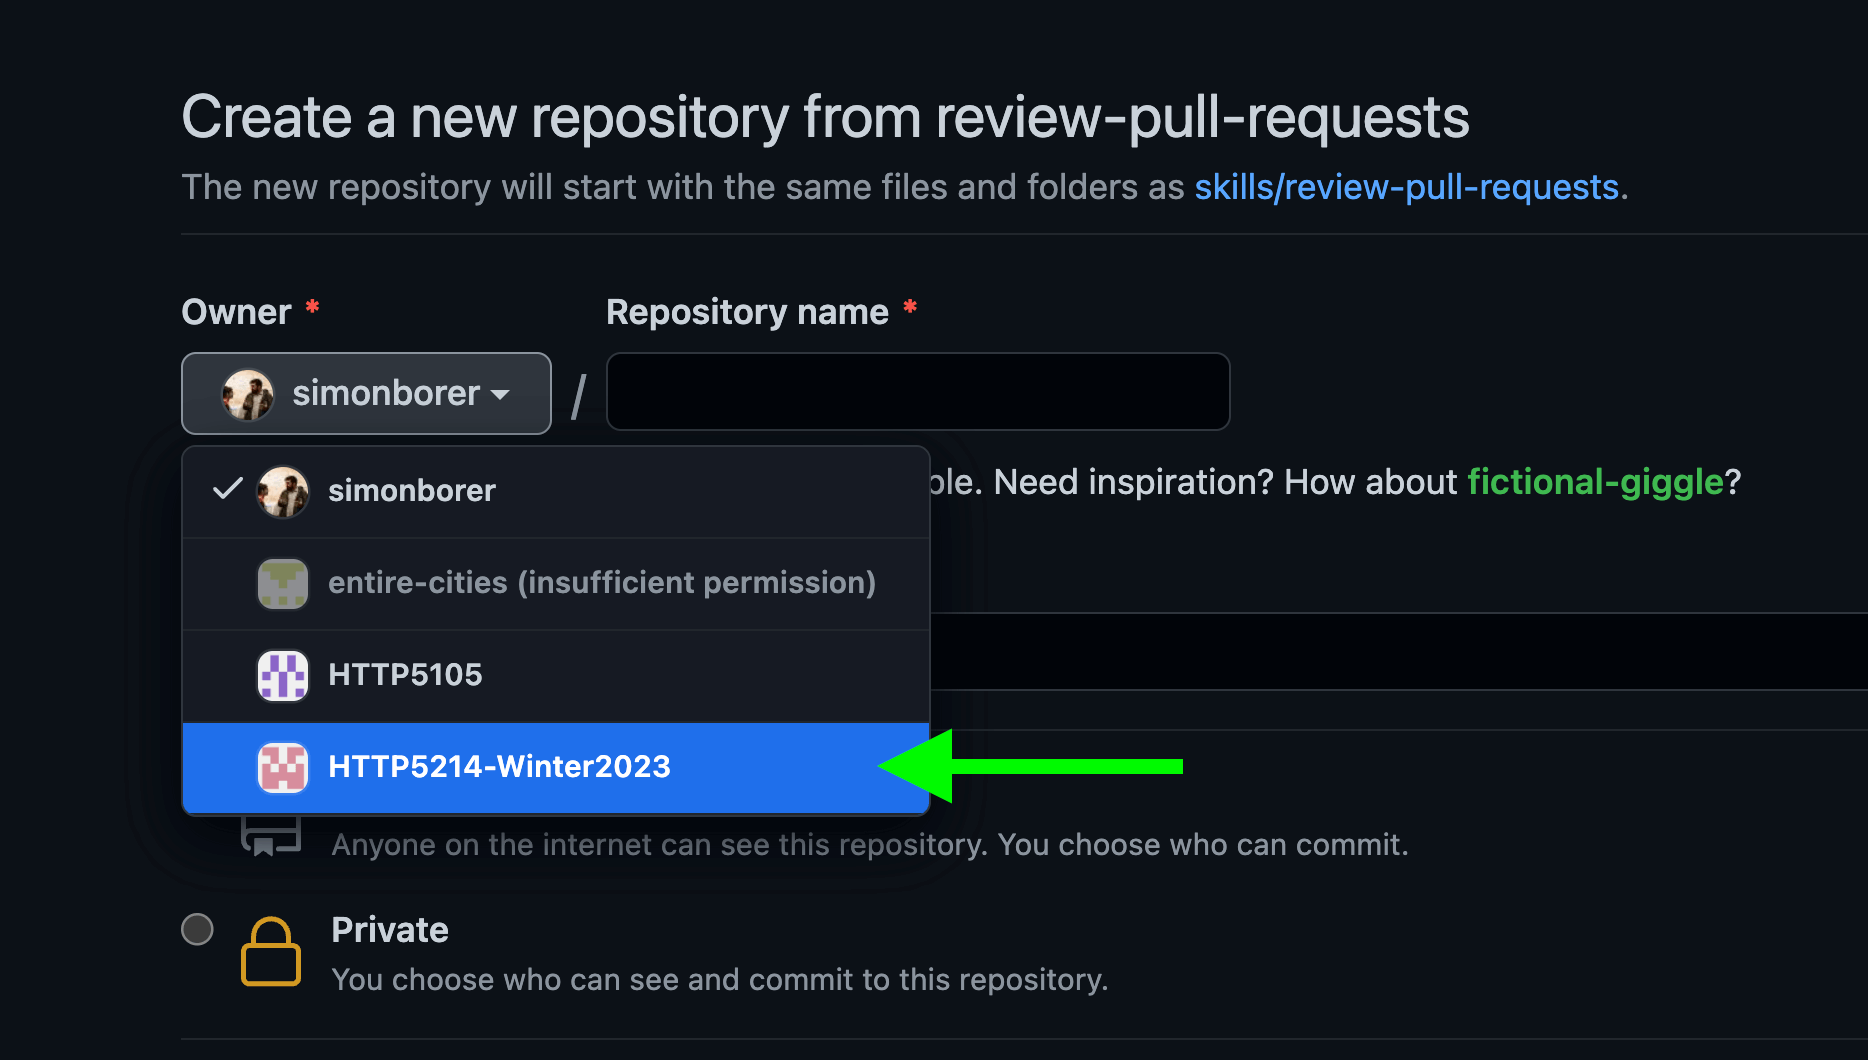 Create a new repository from review-pull-requests
The new repository will start with the same files and folders as skills/review-pull-requests.
Owner * Repository name *
simonborer /
simonborer
Need inspiration? How about fictional-giggle?
entire-cities (insufficient permission)
HTTP5105
HTTP5214-Winter2023
Anyone on the internet can see this repository. You choose who can commit.
Private
You choose who can see and commit to this repository.